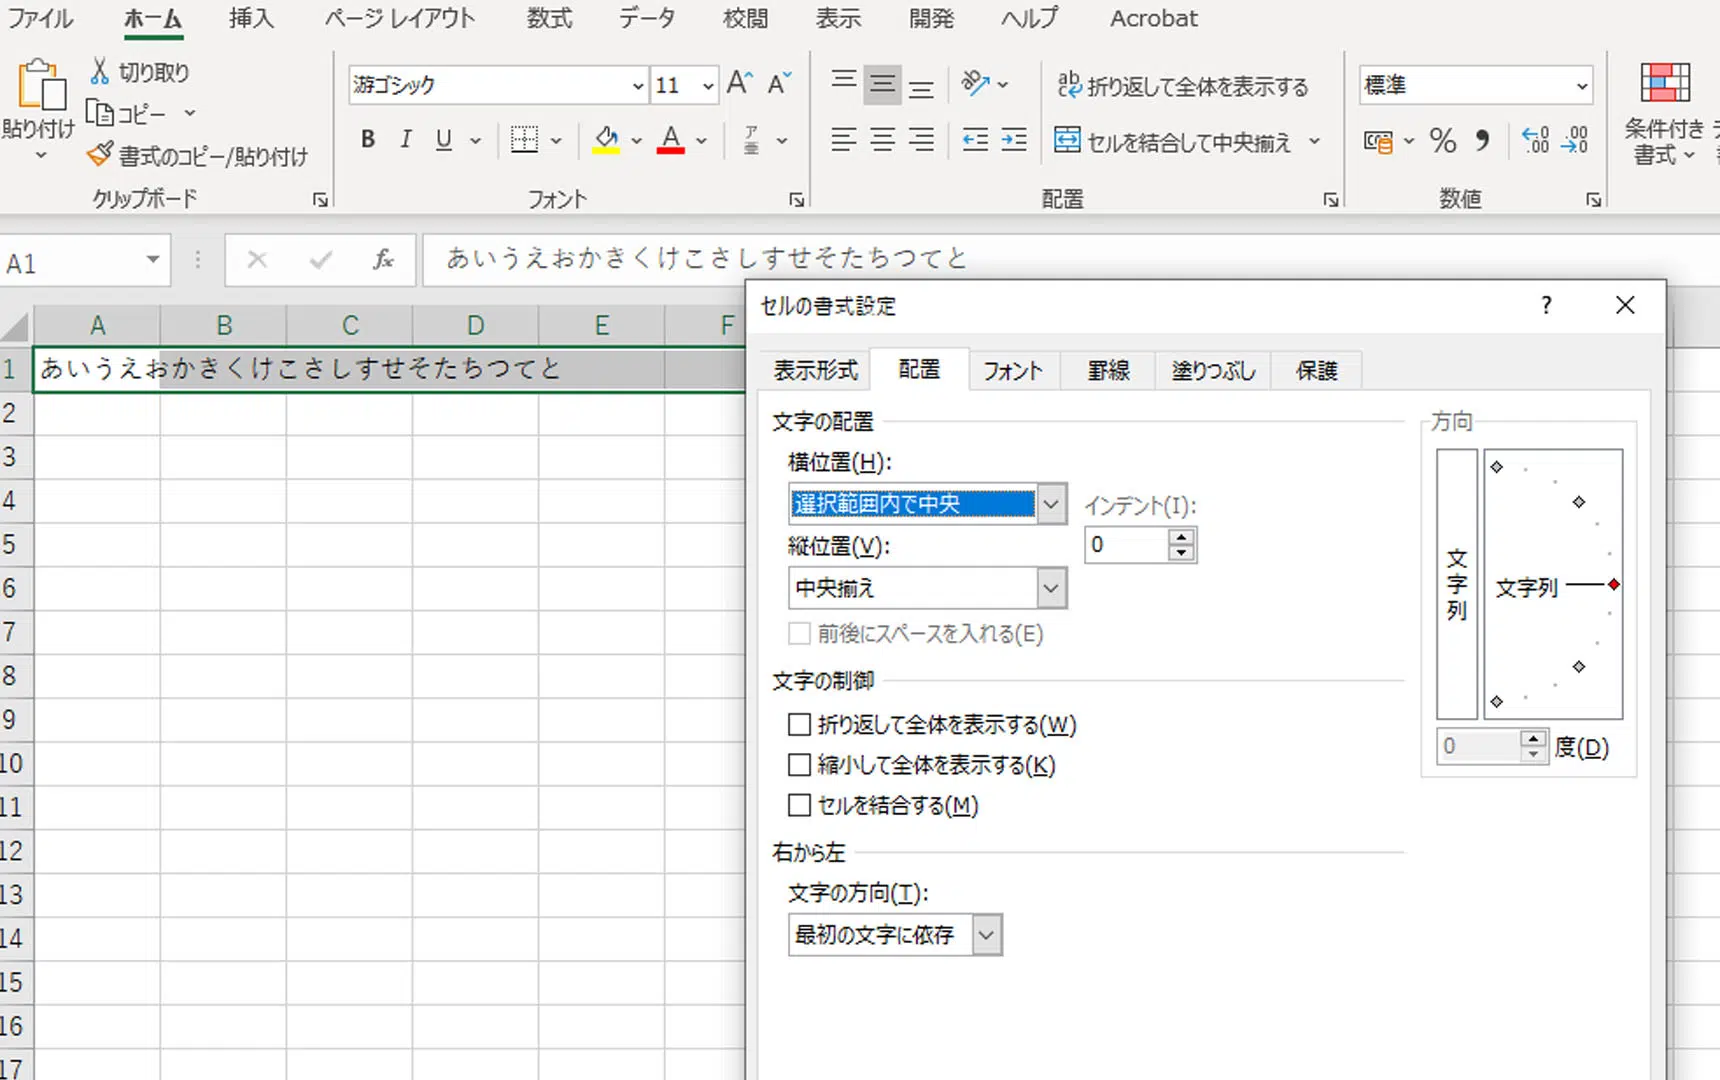 ファイル ホーム 挿入 ページ レイアウト 数式 データ 校閲 表示 開発 ヘルプ Acrobat
貼り付け
切り取り
コピー
書式のコピー/貼り付け
クリップボード
游ゴシック 11 A A
B I U A ア 亜
フォント
ab 折り返して全体を表示する
セルを結合して中央揃え
配置
標準
% 9 .0 .00 .00 .0
数値
条件付き
書式
A1 fx あいうえおかきくけこさしすせそたちつてと
A B C D E F
1 あいうえおかきくけこさしすせそたちつてと
2
3
4
5
6
7
8
9
10
11
12
13
14
15
16
17
セルの書式設定 ?
表示形式 配置 フォント 罫線 塗りつぶし 保護
文字の配置
横位置(H):
選択範囲内で中央
インデント(I):
0
縦位置(V):
中央揃え
前後にスペースを入れる(E)
文字の制御
折り返して全体を表示する(W)
縮小して全体を表示する(K)
セルを結合する(M)
右から左
文字の方向(T):
最初の文字に依存
方向
文字列
文字列
0 度(D)